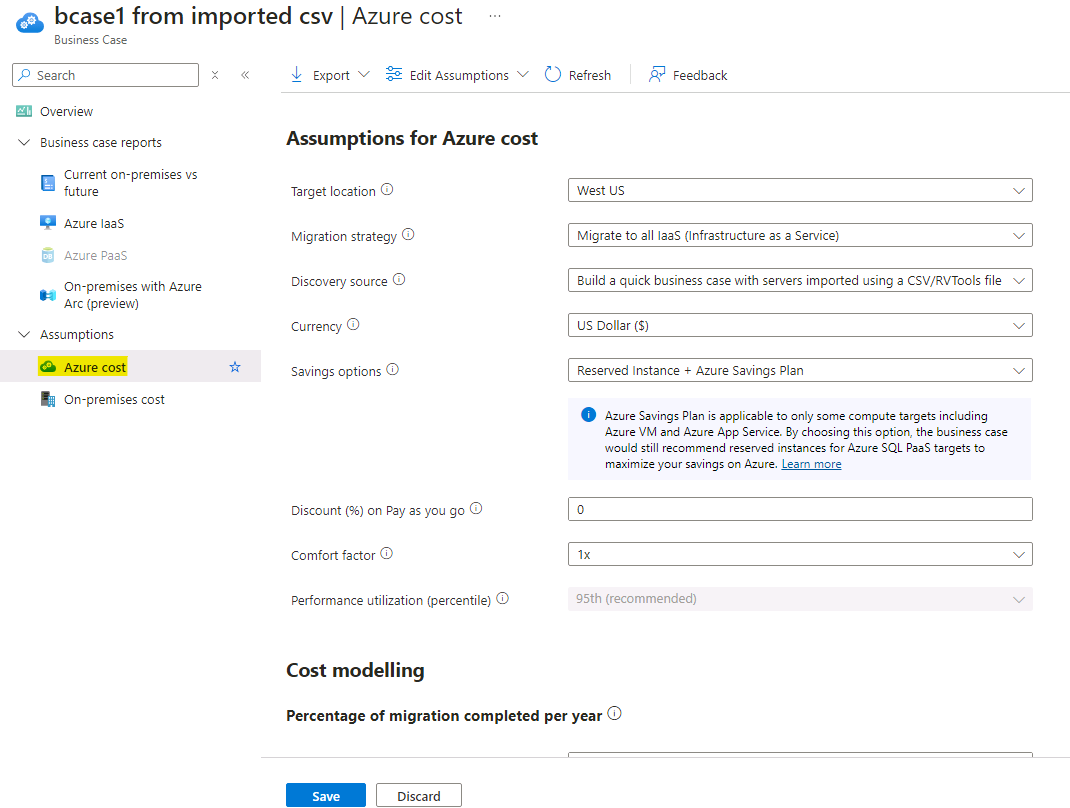 bcase1 from imported csv | Azure cost ...
Business Case
Search
Export
Edit Assumptions
Refresh
Feedback
Overview
Business case reports
Current on-premises vs
future
Azure IaaS
Azure PaaS
On-premises with Azure
Arc (preview)
Assumptions
Azure cost
On-premises cost
Assumptions for Azure cost
Target location
West US
Migration strategy
Migrate to all IaaS (Infrastructure as a Service)
Discovery source
Build a quick business case with servers imported using a CSV/RVTools file
Currency
US Dollar ($)
Savings options
Reserved Instance + Azure Savings Plan
Azure Savings Plan is applicable to only some compute targets including
Azure VM and Azure App Service. By choosing this option, the business case
would still recommend reserved instances for Azure SQL PaaS targets to
maximize your savings on Azure. Learn more
Discount (%) on Pay as you go
0
Comfort factor
1x
Performance utilization (percentile)
95th (recommended)
Cost modelling
Percentage of migration completed per year
Save
Discard